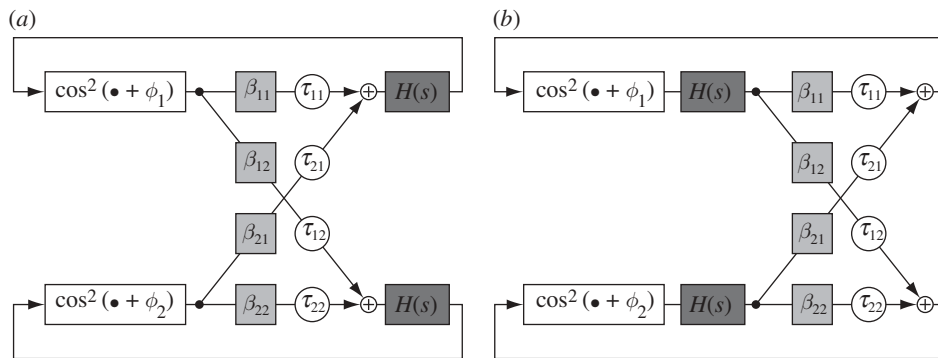 (a) (b)
cos² (• + ϕ₁) β₁₁ τ₁₁ ⊕ H(s) cos² (• + ϕ₁) H(s) β₁₁ τ₁₁ ⊕
β₁₂ τ₂₁ β₁₂ τ₂₁
β₂₁ τ₁₂ β₂₁ τ₁₂
cos² (• + ϕ₂) β₂₂ τ₂₂ ⊕ H(s) cos² (• + ϕ₂) H(s) β₂₂ τ₂₂ ⊕